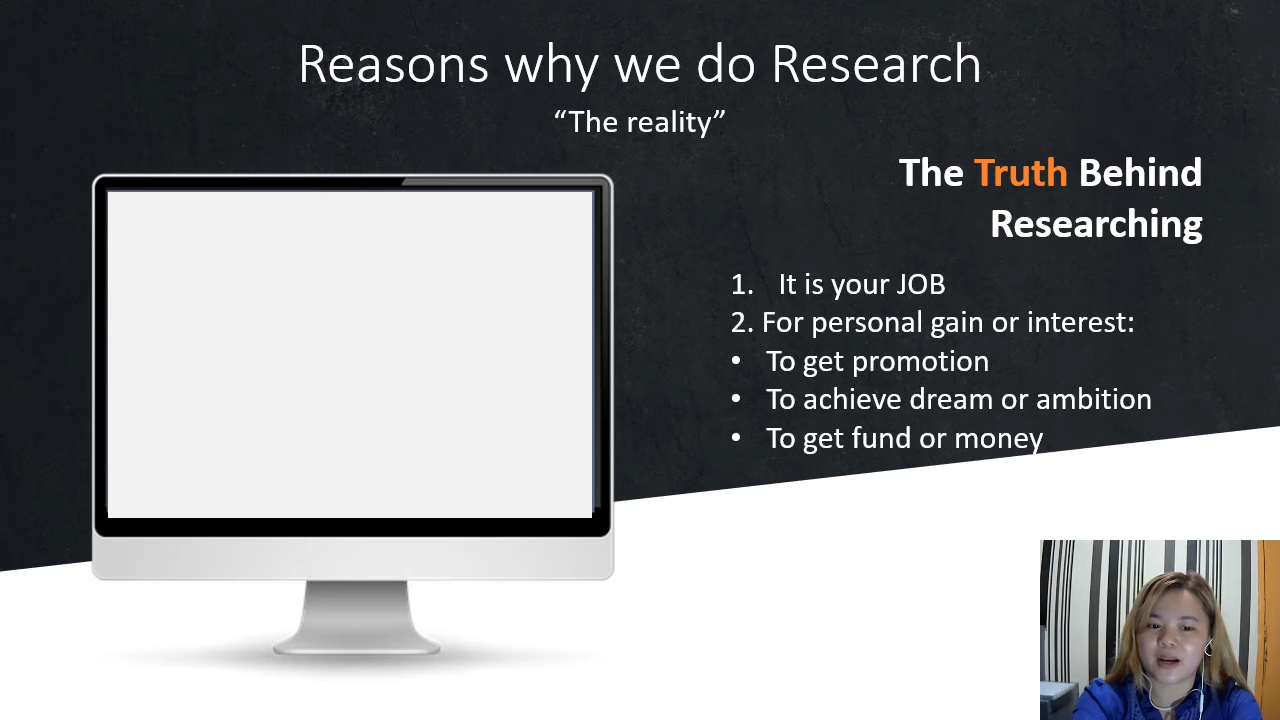 Reasons why we do Research
“The reality”
The Truth Behind
Researching
1. It is your JOB
2. For personal gain or interest:
• To get promotion
• To achieve dream or ambition
• To get fund or money